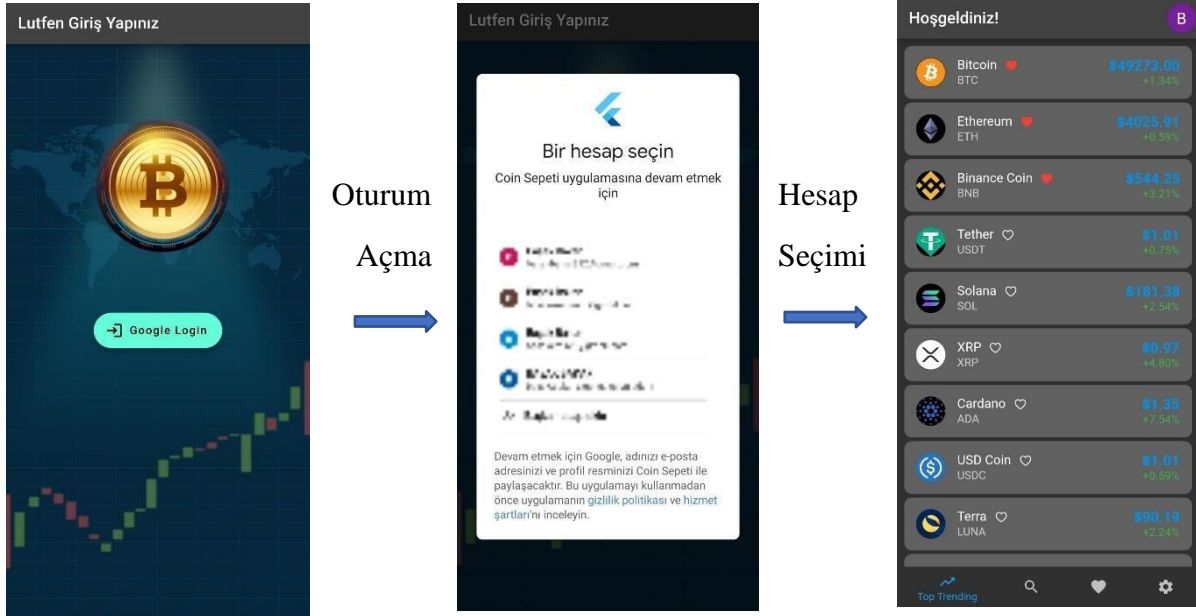 Lutfen Giriş Yapınız
Google Login
Oturum
Açma
Lutfen Giriş Yapınız
Bir hesap seçin
Coin Sepeti uygulamasına devam etmek
için
Devam etmek için Google, adınızı e-posta
adresinizi ve profil resminizi Coin Sepeti ile
paylaşacaktır. Bu uygulamayı kullanmadan
önce uygulamanın gizlilik politikası ve hizmet
şartları'nı inceleyin.
Hesap
Seçimi
Hoşgeldiniz!
B
Bitcoin
$49273.00
BTC
+1.34%
Ethereum
$4025.91
ETH
+0.59%
Binance Coin
$544.25
BNB
+3.21%
Tether
$1.01
USDT
+0.75%
Solana
$181.38
SOL
+2.54%
XRP
$0.97
XRP
+4.80%
Cardano
$1.35
ADA
+7.54%
USD Coin
$1.01
USDC
+0.59%
Terra
$90.19
LUNA
+2.24%
Top Trending